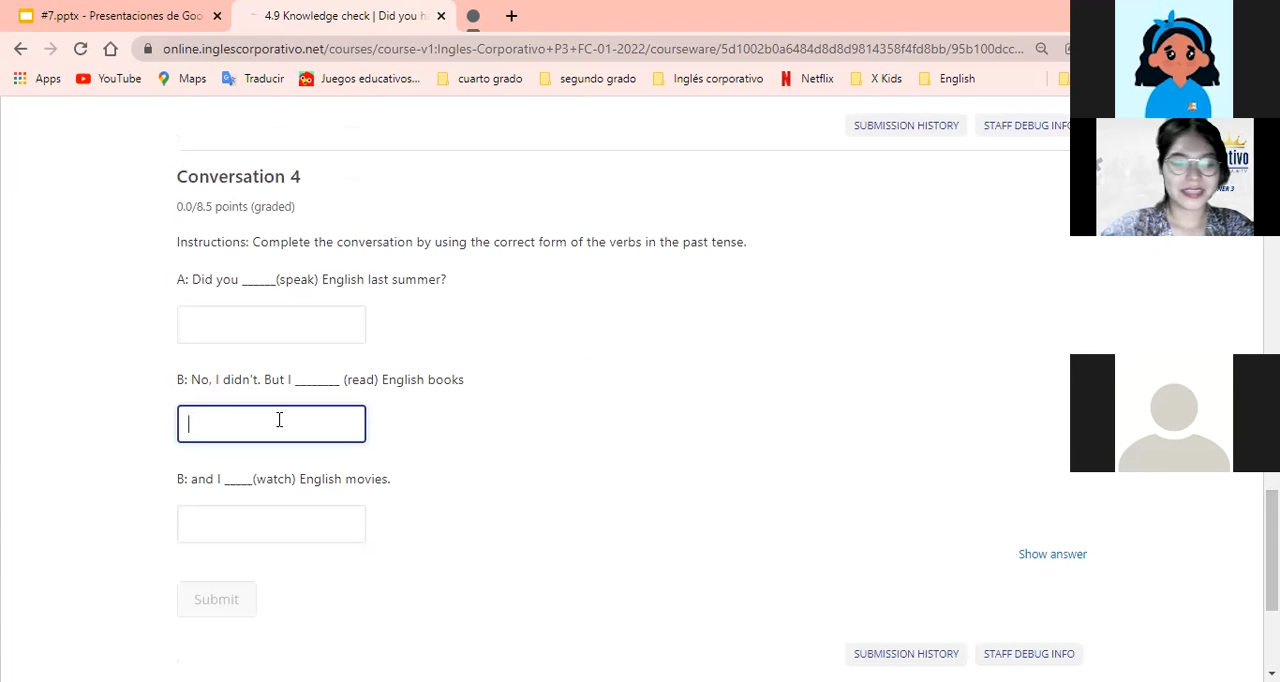 #7.pptx - Presentaciones de Goo
4.9 Knowledge check | Did you ha
online.inglescorporativo.net/courses/course-v1:Ingles-Corporativo+P3+FC-01-2022/courseware/5d1002b0a6484d8d8d9814358f4fd8bb/95b100dcc...
Apps YouTube Maps Traducir Juegos educativos... cuarto grado segundo grado Inglés corporativo Netflix X Kids English
SUBMISSION HISTORY STAFF DEBUG INFO
Conversation 4
0.0/8.5 points (graded)
Instructions: Complete the conversation by using the correct form of the verbs in the past tense.
A: Did you ______(speak) English last summer?
B: No, I didn't. But I ________ (read) English books
B: and I _____(watch) English movies.
Show answer
Submit
SUBMISSION HISTORY STAFF DEBUG INFO